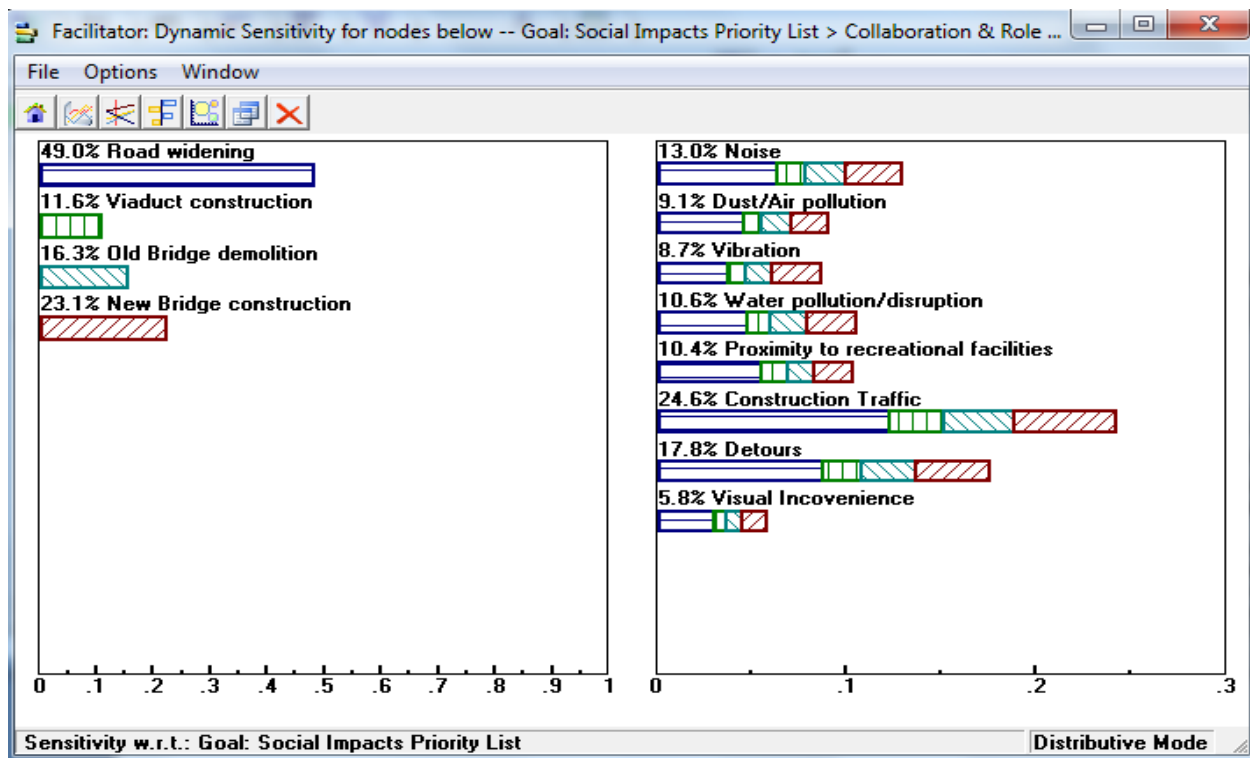 Facilitator: Dynamic Sensitivity for nodes below -- Goal: Social Impacts Priority List > Collaboration & Role ...
File Options Window
49.0% Road widening
11.6% Viaduct construction
16.3% Old Bridge demolition
23.1% New Bridge construction
0 .1 .2 .3 .4 .5 .6 .7 .8 .9 1
13.0% Noise
9.1% Dust/Air pollution
8.7% Vibration
10.6% Water pollution/disruption
10.4% Proximity to recreational facilities
24.6% Construction Traffic
17.8% Detours
5.8% Visual Incovenience
0 .1 .2 .3
Sensitivity w.r.t.: Goal: Social Impacts Priority List
Distributive Mode